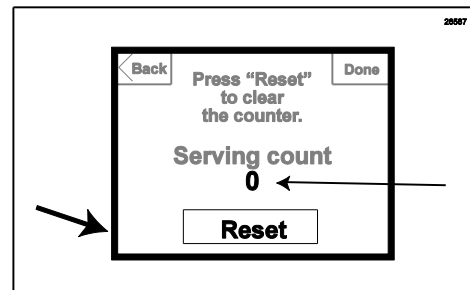 26587
Back
Done
Press “Reset”
to clear
the counter.
Serving count
0
Reset